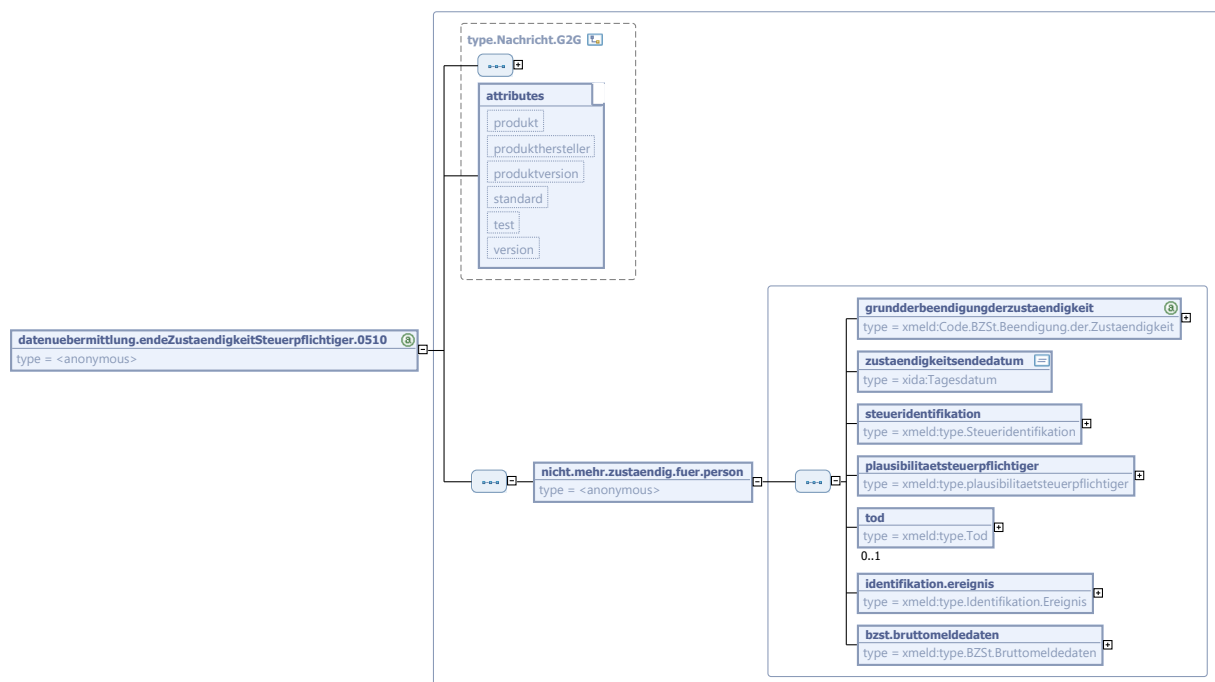 type.Nachricht.G2G
attributes
produkt
produkthersteller
produktversion
standard
test
version
datenuebermittlung.endeZustaendigkeitSteuerpflichtiger.0510
a
type = <anonymous>
nicht.mehr.zustaendig.fuer.person
type = <anonymous>
grundderbeendigungderzustaendigkeit
a
type = xmeld:Code.BZSt.Beendigung.der.Zustaendigkeit
zustaendigkeitsendedatum
type = xida:Tagesdatum
steueridentifikation
type = xmeld:type.Steueridentifikation
plausibilitaetsteuerpflichtiger
type = xmeld:type.plausibilitaetsteuerpflichtiger
tod
type = xmeld:type.Tod
0..1
identifikation.ereignis
type = xmeld:type.Identifikation.Ereignis
bzst.bruttomeldedaten
type = xmeld:type.BZSt.Bruttomeldedaten